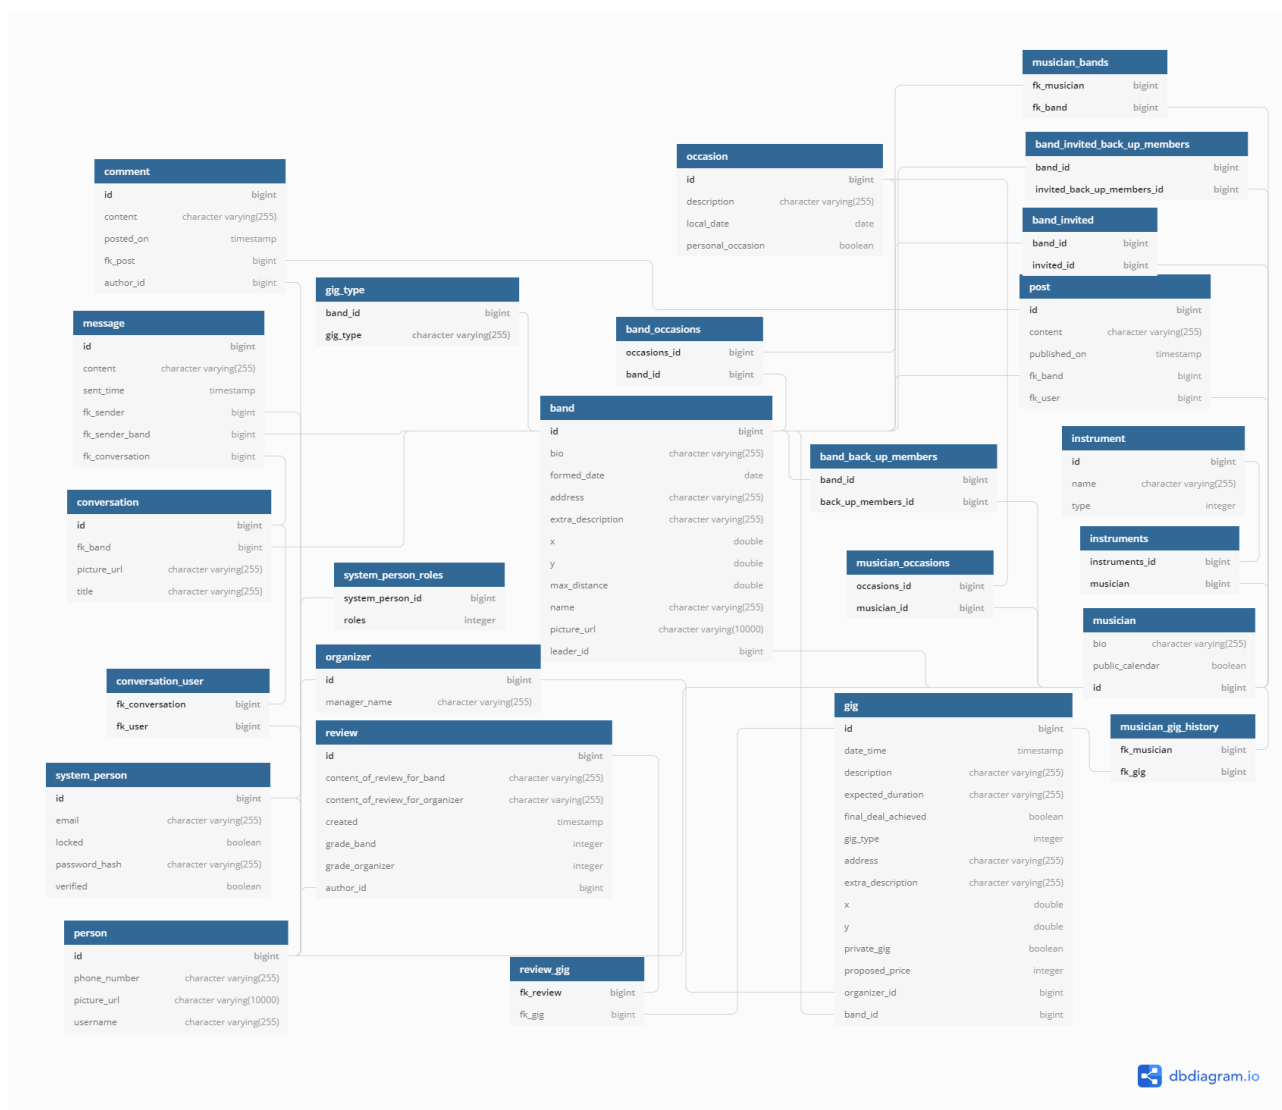 musician_bands
fk_musician bigint
fk_band bigint
band_invited_back_up_members
band_id bigint
invited_back_up_members_id bigint
occasion
id bigint
description character varying(255)
local_date date
personal_occasion boolean
comment
id bigint
content character varying(255)
posted_on timestamp
fk_post bigint
author_id bigint
band_invited
band_id bigint
invited_id bigint
gig_type
band_id bigint
gig_type character varying(255)
post
id bigint
content character varying(255)
published_on timestamp
fk_band bigint
fk_user bigint
message
id bigint
content character varying(255)
sent_time timestamp
fk_sender bigint
fk_sender_band bigint
fk_conversation bigint
band_occasions
occasions_id bigint
band_id bigint
band
id bigint
bio character varying(255)
formed_date date
address character varying(255)
extra_description character varying(255)
x double
y double
max_distance double
name character varying(255)
picture_url character varying(10000)
leader_id bigint
instrument
id bigint
name character varying(255)
type integer
band_back_up_members
band_id bigint
back_up_members_id bigint
conversation
id bigint
fk_band bigint
picture_url character varying(255)
title character varying(255)
instruments
instruments_id bigint
musician bigint
musician_occasions
occasions_id bigint
musician_id bigint
system_person_roles
system_person_id bigint
roles integer
musician
bio character varying(255)
public_calendar boolean
id bigint
organizer
id bigint
manager_name character varying(255)
conversation_user
fk_conversation bigint
fk_user bigint
gig
id bigint
date_time timestamp
description character varying(255)
expected_duration character varying(255)
final_deal_achieved boolean
gig_type integer
address character varying(255)
extra_description character varying(255)
x double
y double
private_gig boolean
proposed_price integer
organizer_id bigint
band_id bigint
musician_gig_history
fk_musician bigint
fk_gig bigint
review
id bigint
content_of_review_for_band character varying(255)
content_of_review_for_organizer character varying(255)
created timestamp
grade_band integer
grade_organizer integer
author_id bigint
system_person
id bigint
email character varying(255)
locked boolean
password_hash character varying(255)
verified boolean
person
id bigint
phone_number character varying(255)
picture_url character varying(10000)
username character varying(255)
review_gig
fk_review bigint
fk_gig bigint
dbdiagram.io